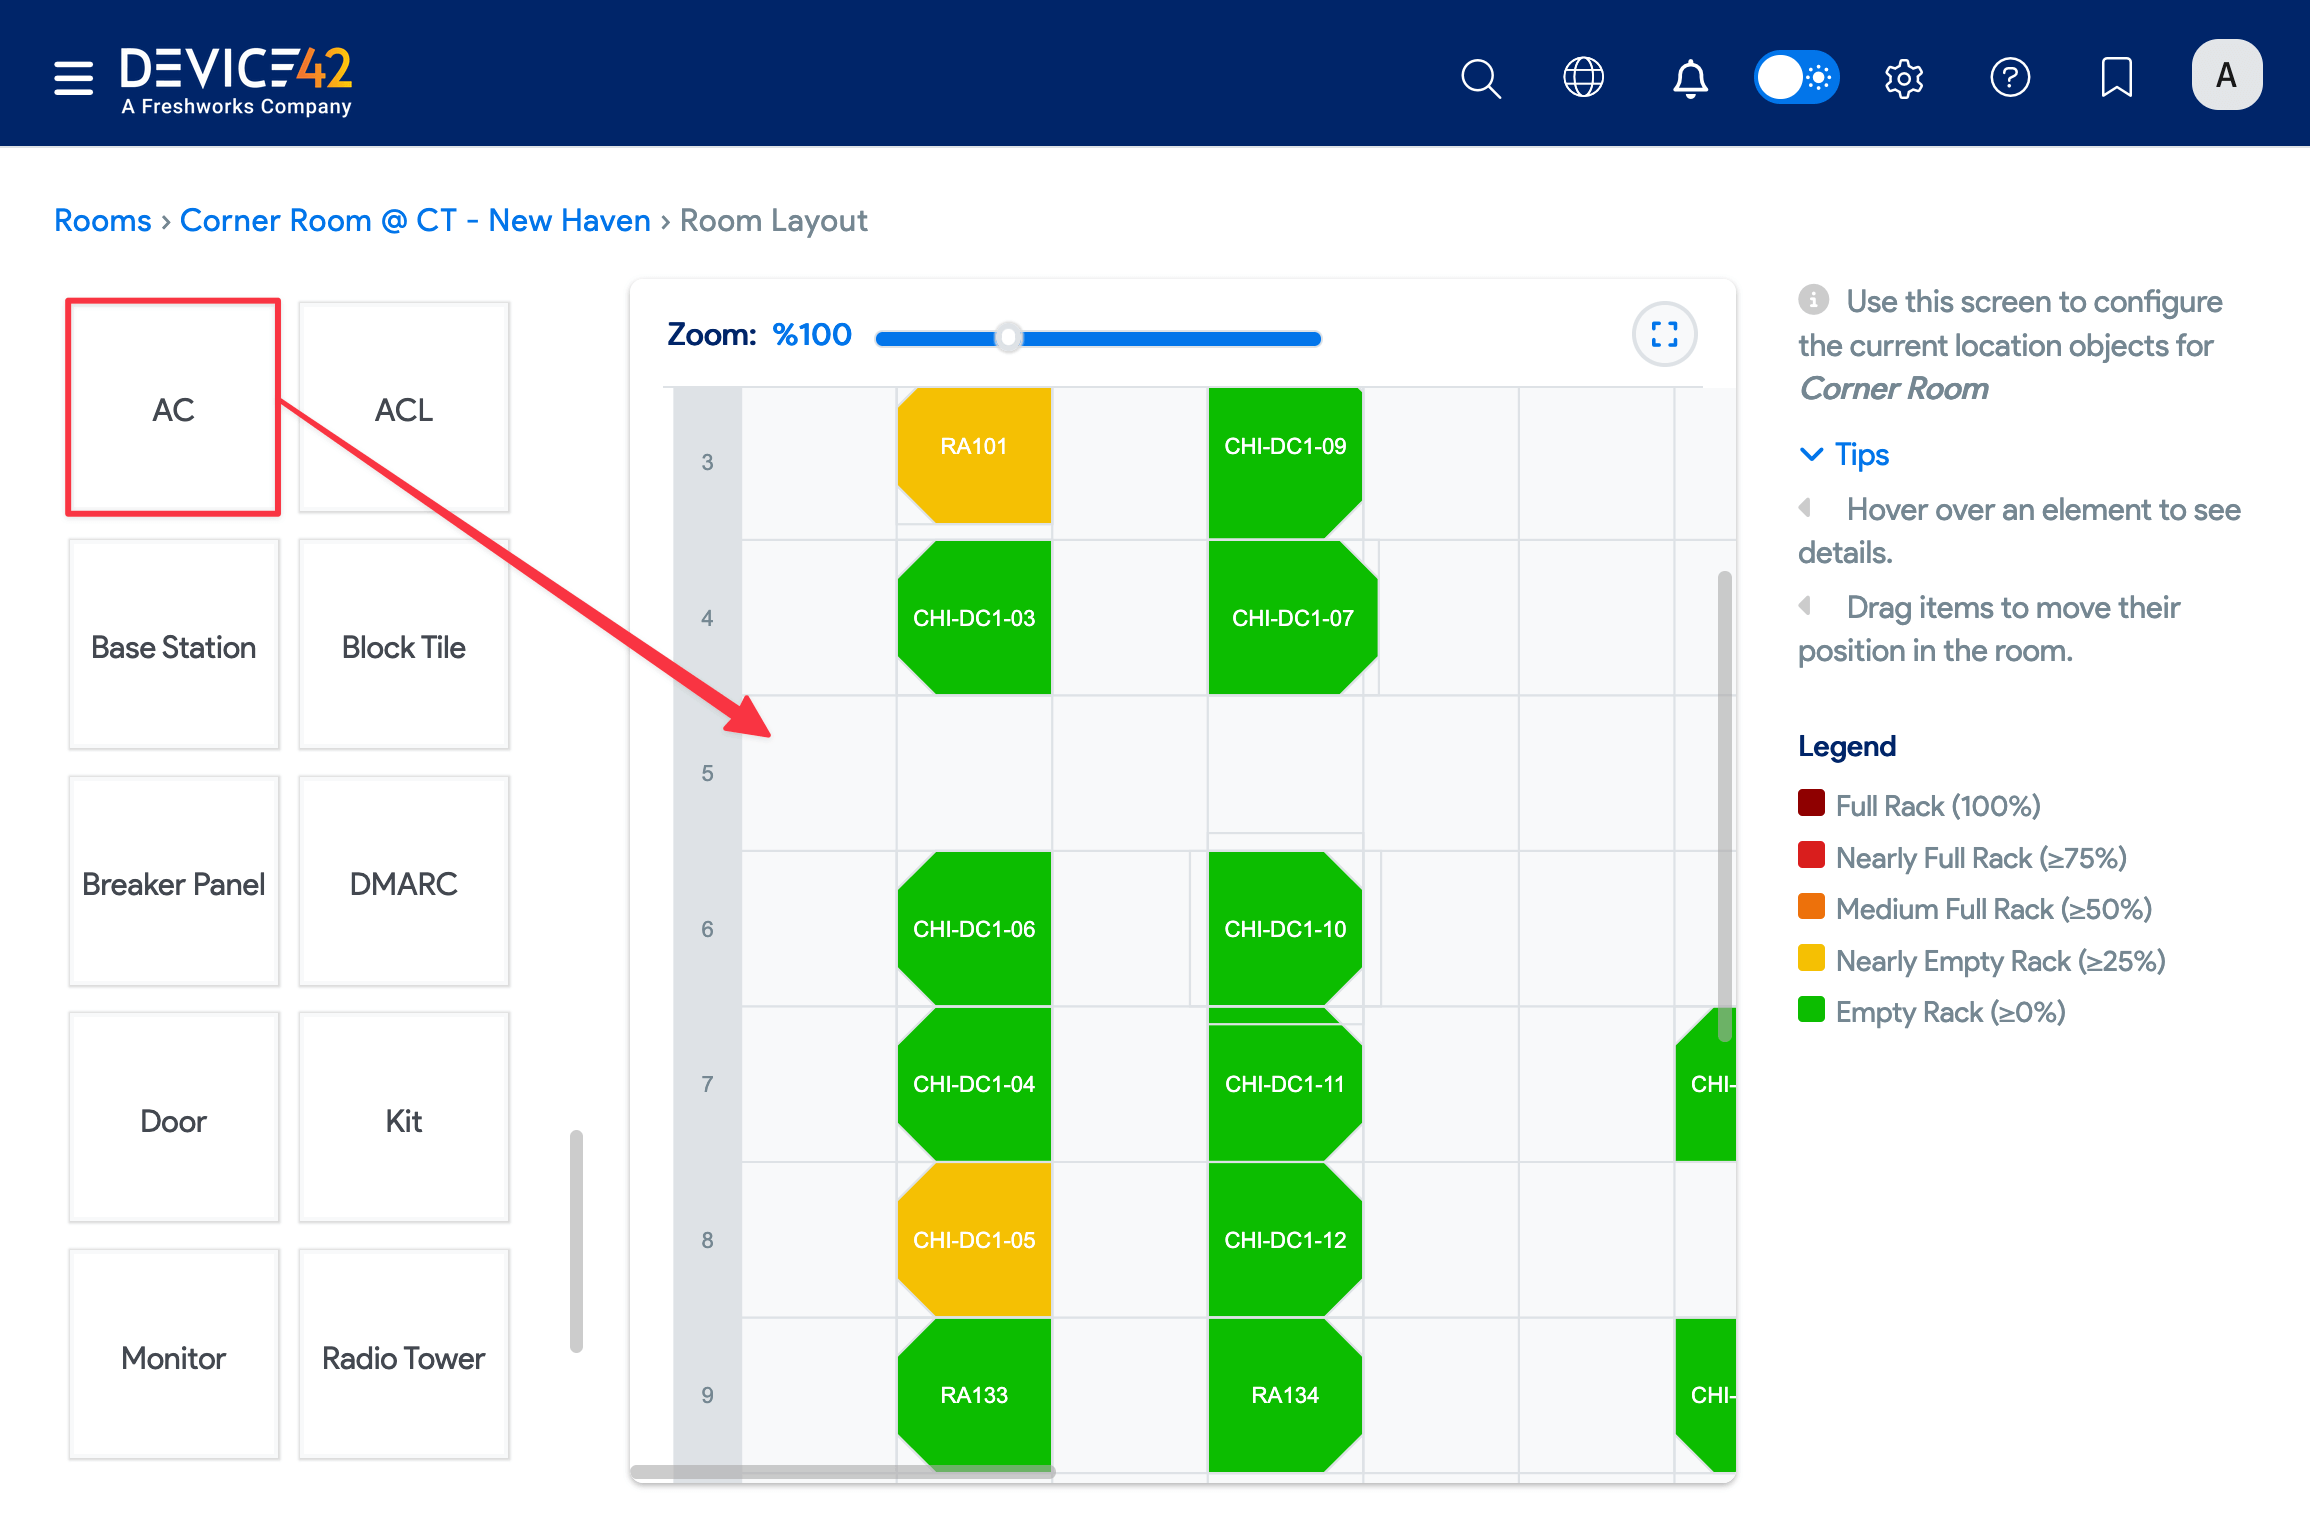 DEVICE42
A Freshworks Company
A
Rooms › Corner Room @ CT - New Haven › Room Layout
AC
ACL
Base Station
Block Tile
Breaker Panel
DMARC
Door
Kit
Monitor
Radio Tower
Zoom: %100
3
RA101
CHI-DC1-09
4
CHI-DC1-03
CHI-DC1-07
5
6
CHI-DC1-06
CHI-DC1-10
7
CHI-DC1-04
CHI-DC1-11
CHI-
8
CHI-DC1-05
CHI-DC1-12
9
RA133
RA134
CHI-
Use this screen to configure
the current location objects for
Corner Room
Tips
Hover over an element to see
details.
Drag items to move their
position in the room.
Legend
Full Rack (100%)
Nearly Full Rack (≥75%)
Medium Full Rack (≥50%)
Nearly Empty Rack (≥25%)
Empty Rack (≥0%)